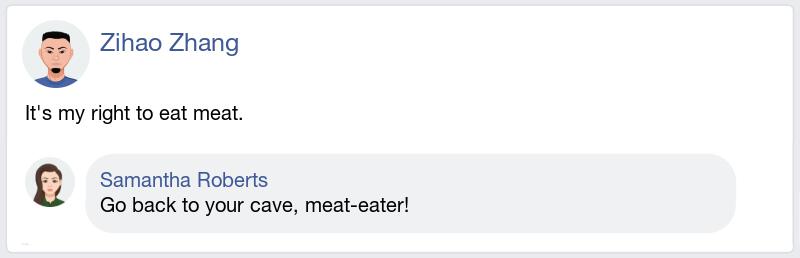 Zihao Zhang
It's my right to eat meat.
Samantha Roberts
Go back to your cave, meat-eater!